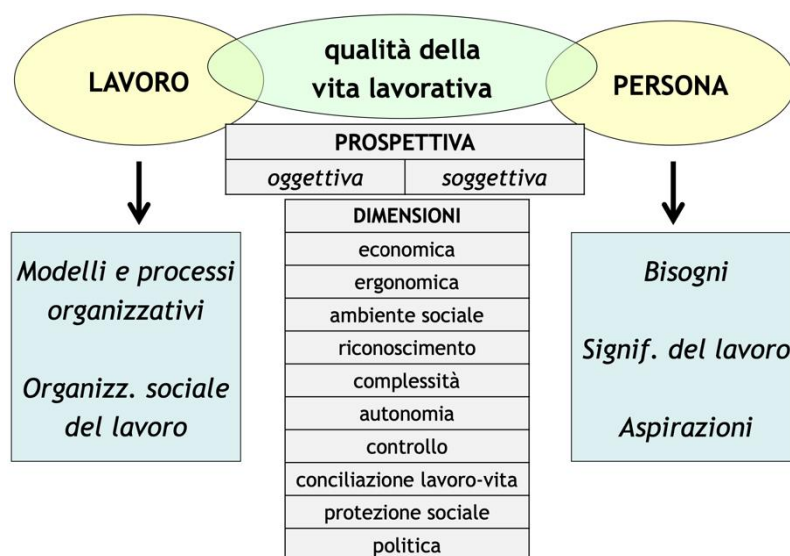 LAVORO
qualità della
vita lavorativa
PERSONA
PROSPETTIVA
oggettiva
soggettiva
DIMENSIONI
economica
ergonomica
ambiente sociale
riconoscimento
complessità
autonomia
controllo
conciliazione lavoro-vita
protezione sociale
politica
Modelli e processi
organizzativi
Organizz. sociale
del lavoro
Bisogni
Signif. del lavoro
Aspirazioni